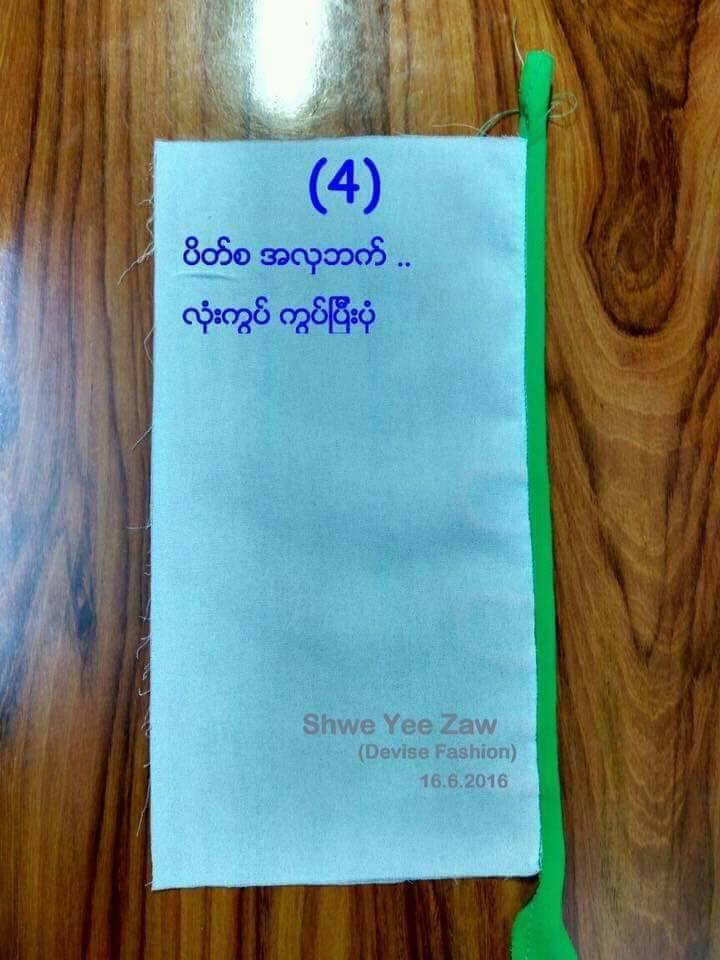 (4)
ပိတ်စ အလှဘက် ..
လုံးကွပ် ကွပ်ပြီးပုံ
Shwe Yee Zaw
(Devise Fashion)
16.6.2016